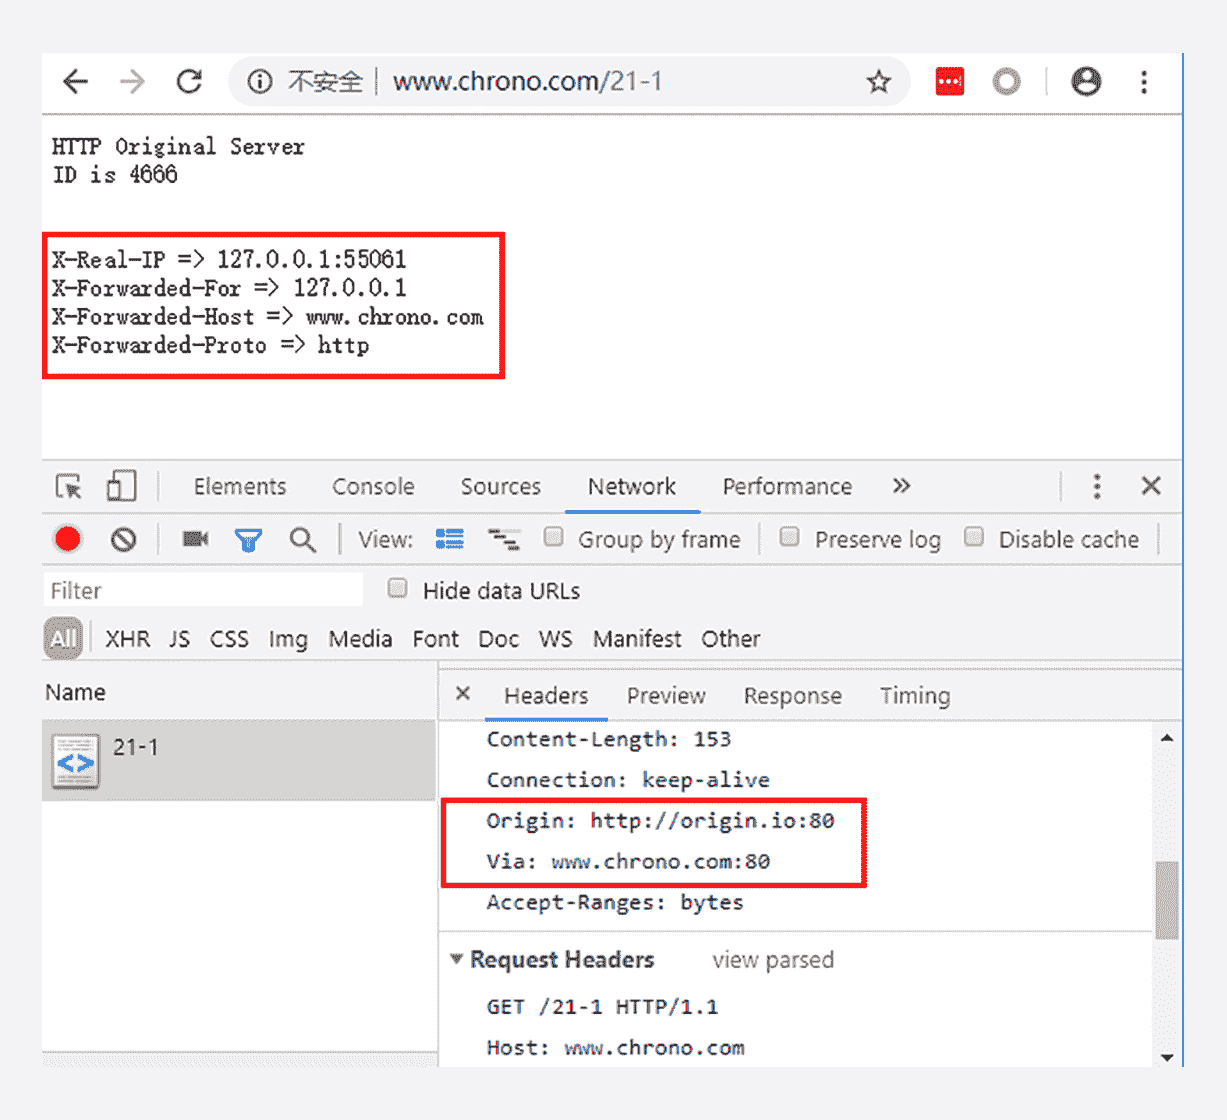 不安全 www.chrono.com/21-1
HTTP Original Server
ID is 4666
X-Real-IP => 127.0.0.1:55061
X-Forwarded-For => 127.0.0.1
X-Forwarded-Host => www.chrono.com
X-Forwarded-Proto => http
Elements Console Sources Network Performance »
View: Group by frame Preserve log Disable cache
Filter Hide data URLs
All XHR JS CSS Img Media Font Doc WS Manifest Other
Name
Headers Preview Response Timing
21-1
Content-Length: 153
Connection: keep-alive
Origin: http://origin.io:80
Via: www.chrono.com:80
Accept-Ranges: bytes
Request Headers view parsed
GET /21-1 HTTP/1.1
Host: www.chrono.com